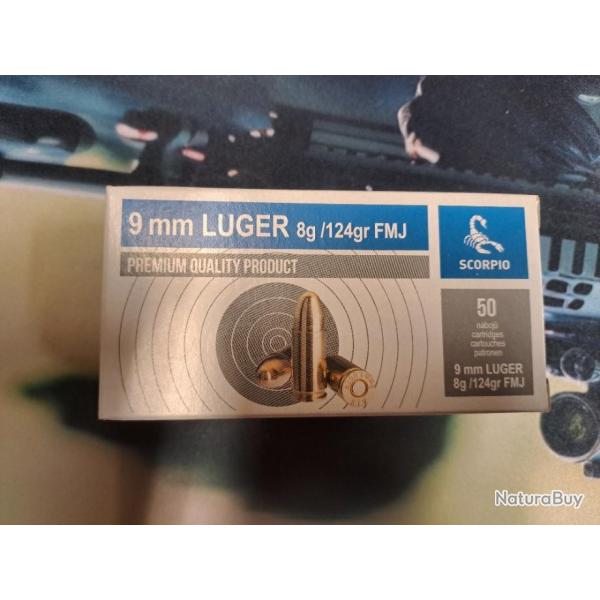 9 mm LUGER 8g /124gr FMJ
PREMIUM QUALITY PRODUCT
SCORPIO
50
nábojů
cartridges
cartouches
patronen
9 mm LUGER
8g /124gr FMJ
NaturaBuy